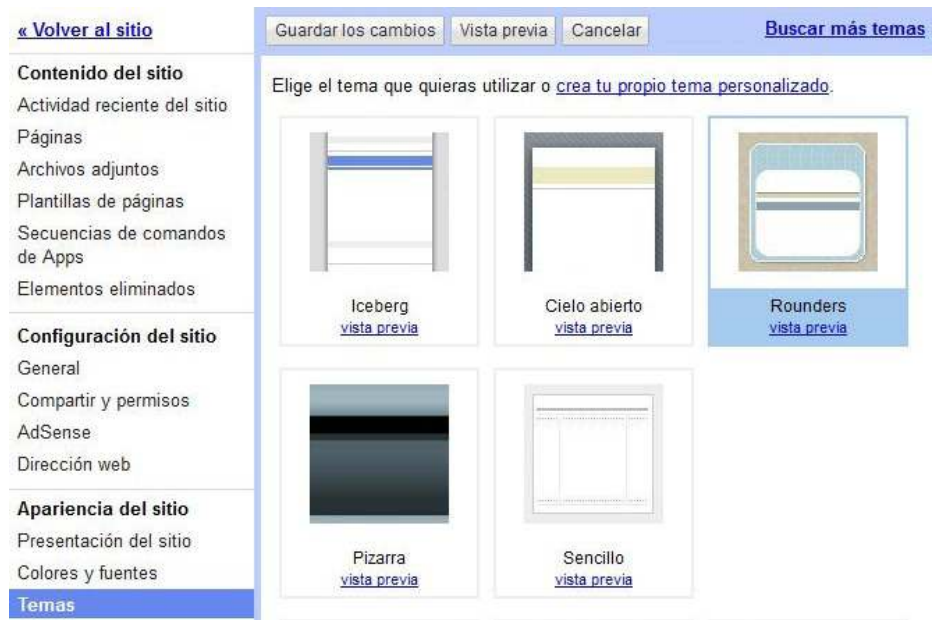 « Volver al sitio
Contenido del sitio
Actividad reciente del sitio
Páginas
Archivos adjuntos
Plantillas de páginas
Secuencias de comandos
de Apps
Elementos eliminados
Configuración del sitio
General
Compartir y permisos
AdSense
Dirección web
Apariencia del sitio
Presentación del sitio
Colores y fuentes
Temas
Guardar los cambios Vista previa Cancelar Buscar más temas
Elige el tema que quieras utilizar o crea tu propio tema personalizado.
Iceberg
vista previa
Cielo abierto
vista previa
Rounders
vista previa
Pizarra
vista previa
Sencillo
vista previa